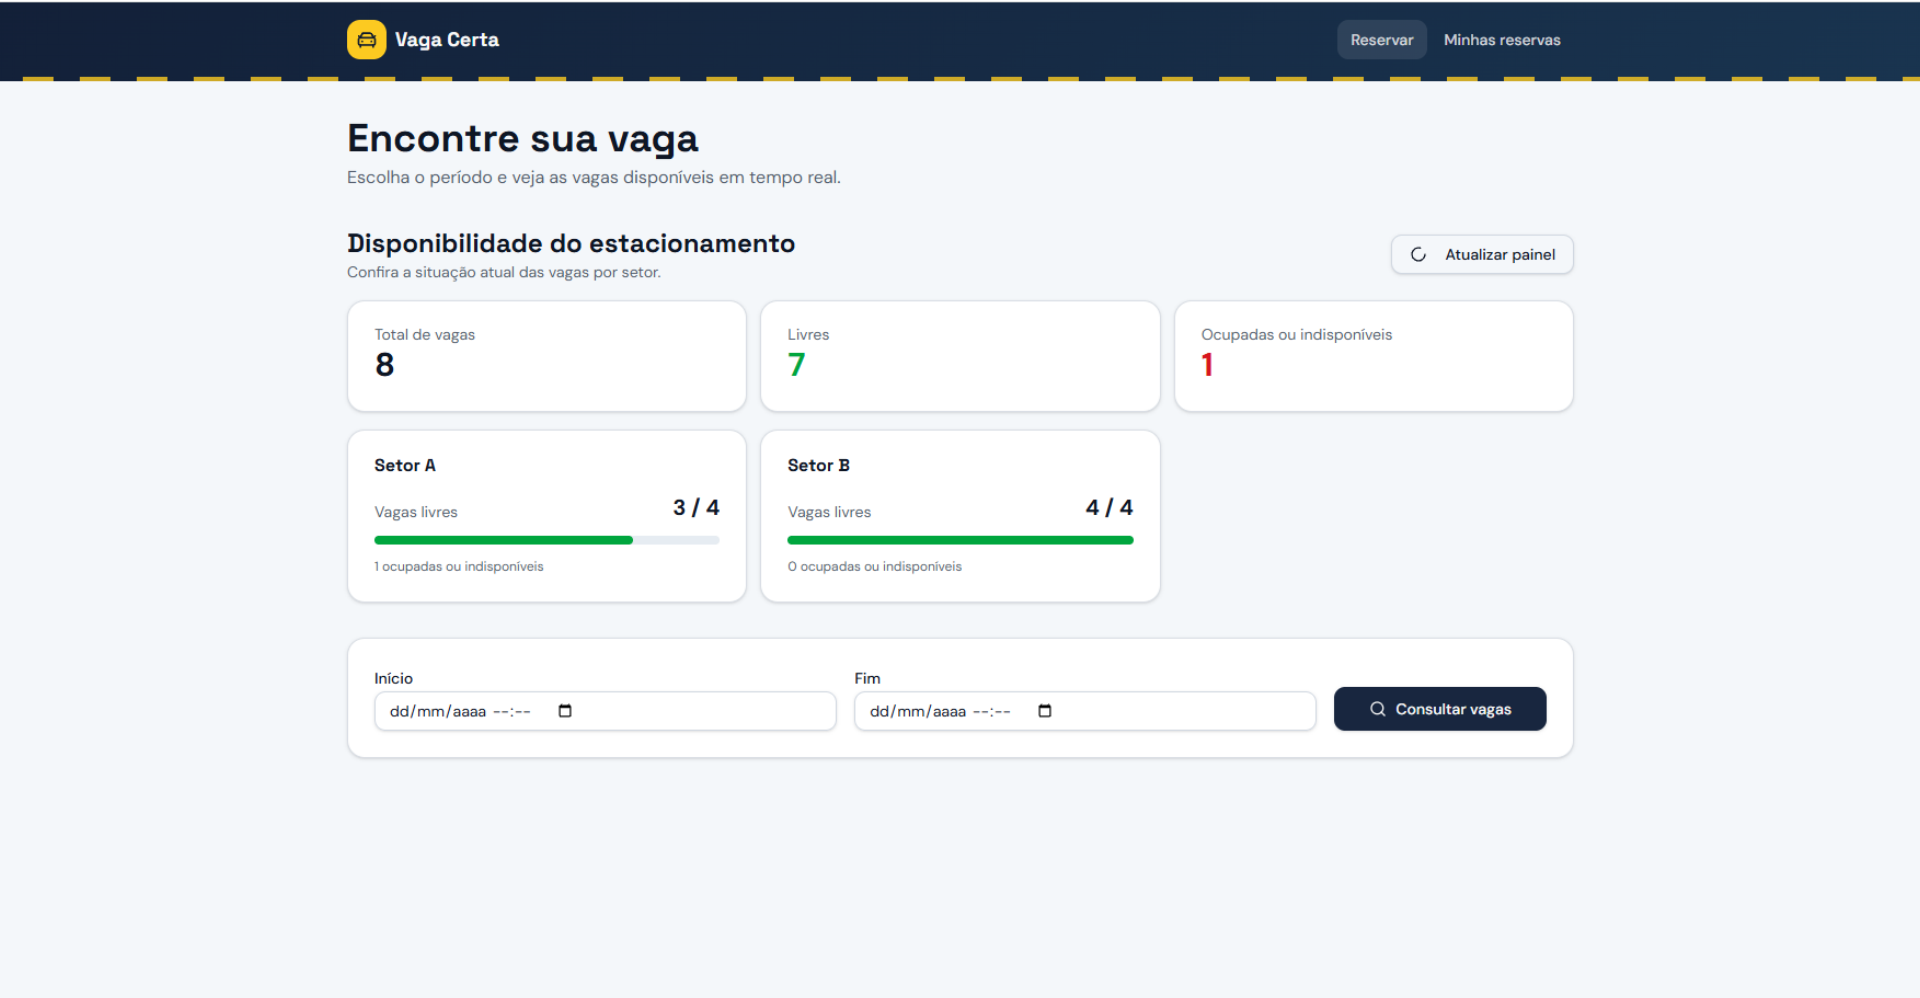 Vaga Certa
Reservar
Minhas reservas
Encontre sua vaga
Escolha o período e veja as vagas disponíveis em tempo real.
Disponibilidade do estacionamento
Confira a situação atual das vagas por setor.
Atualizar painel
Total de vagas
8
Livres
7
Ocupadas ou indisponíveis
1
Setor A
Vagas livres
3 / 4
1 ocupadas ou indisponíveis
Setor B
Vagas livres
4 / 4
0 ocupadas ou indisponíveis
Início
dd/mm/aaaa --:--
Fim
dd/mm/aaaa --:--
Consultar vagas